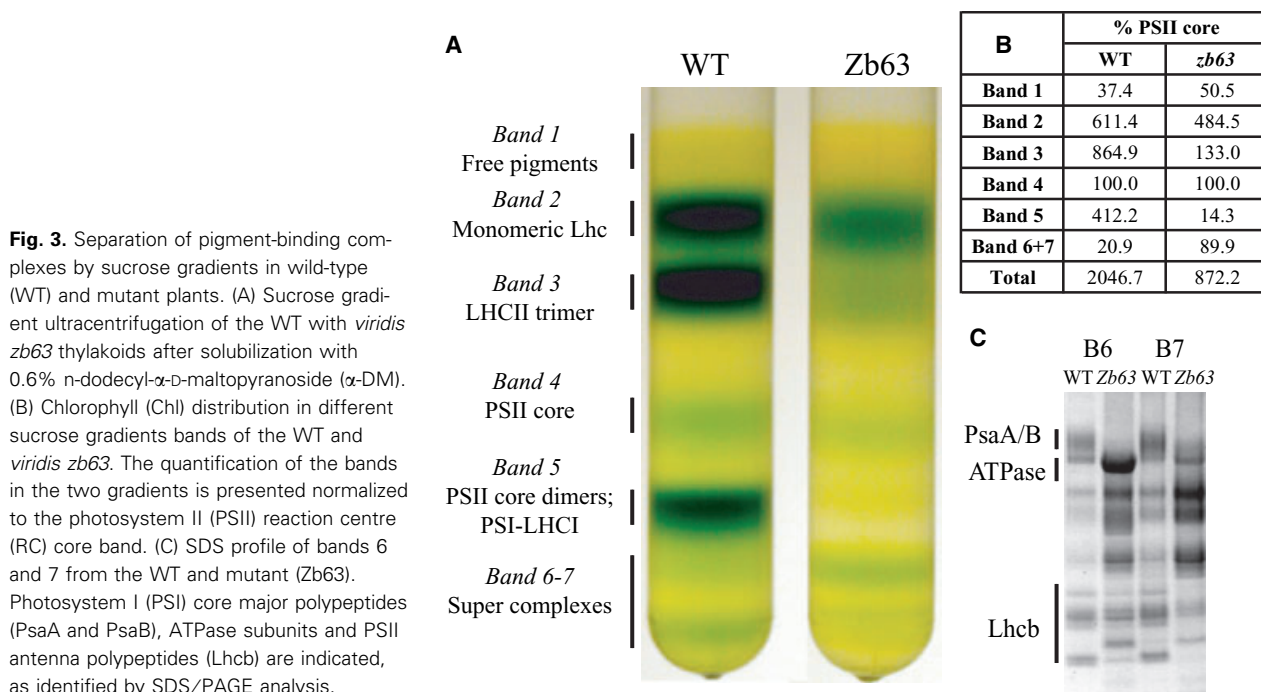 Fig. 3. Separation of pigment-binding com-
plexes by sucrose gradients in wild-type
(WT) and mutant plants. (A) Sucrose gradi-
ent ultracentrifugation of the WT with viridis
zb63 thylakoids after solubilization with
0.6% n-dodecyl-α-D-maltopyranoside (α-DM).
(B) Chlorophyll (Chl) distribution in different
sucrose gradients bands of the WT and
viridis zb63. The quantification of the bands
in the two gradients is presented normalized
to the photosystem II (PSII) reaction centre
(RC) core band. (C) SDS profile of bands 6
and 7 from the WT and mutant (Zb63).
Photosystem I (PSI) core major polypeptides
(PsaA and PsaB), ATPase subunits and PSII
antenna polypeptides (Lhcb) are indicated,
as identified by SDS/PAGE analysis.
A
WT Zb63
Band 1
Free pigments
Band 2
Monomeric Lhc
Band 3
LHCII trimer
Band 4
PSII core
Band 5
PSII core dimers;
PSI-LHCI
Band 6-7
Super complexes
B % PSII core
WT zb63
Band 1 37.4 50.5
Band 2 611.4 484.5
Band 3 864.9 133.0
Band 4 100.0 100.0
Band 5 412.2 14.3
Band 6+7 20.9 89.9
Total 2046.7 872.2
C
B6 B7
WT Zb63 WT Zb63
PsaA/B
ATPase
Lhcb